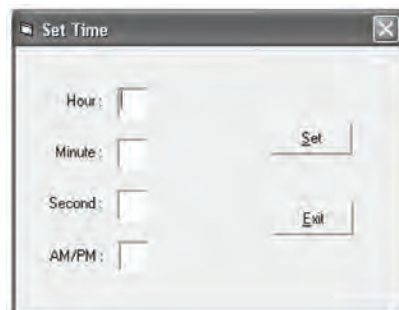 Set Time
Hour :
Set
Minute :
Second :
Exit
AM/PM :